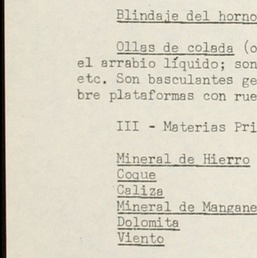 Blindaje del horno
Ollas de colada (o
el arrabio líquido; son
etc. Son basculantes ge
bre plataformas con rue
III - Materias Pri
Mineral de Hierro
Coque
Caliza
Mineral de Mangane
Dolomita
Viento